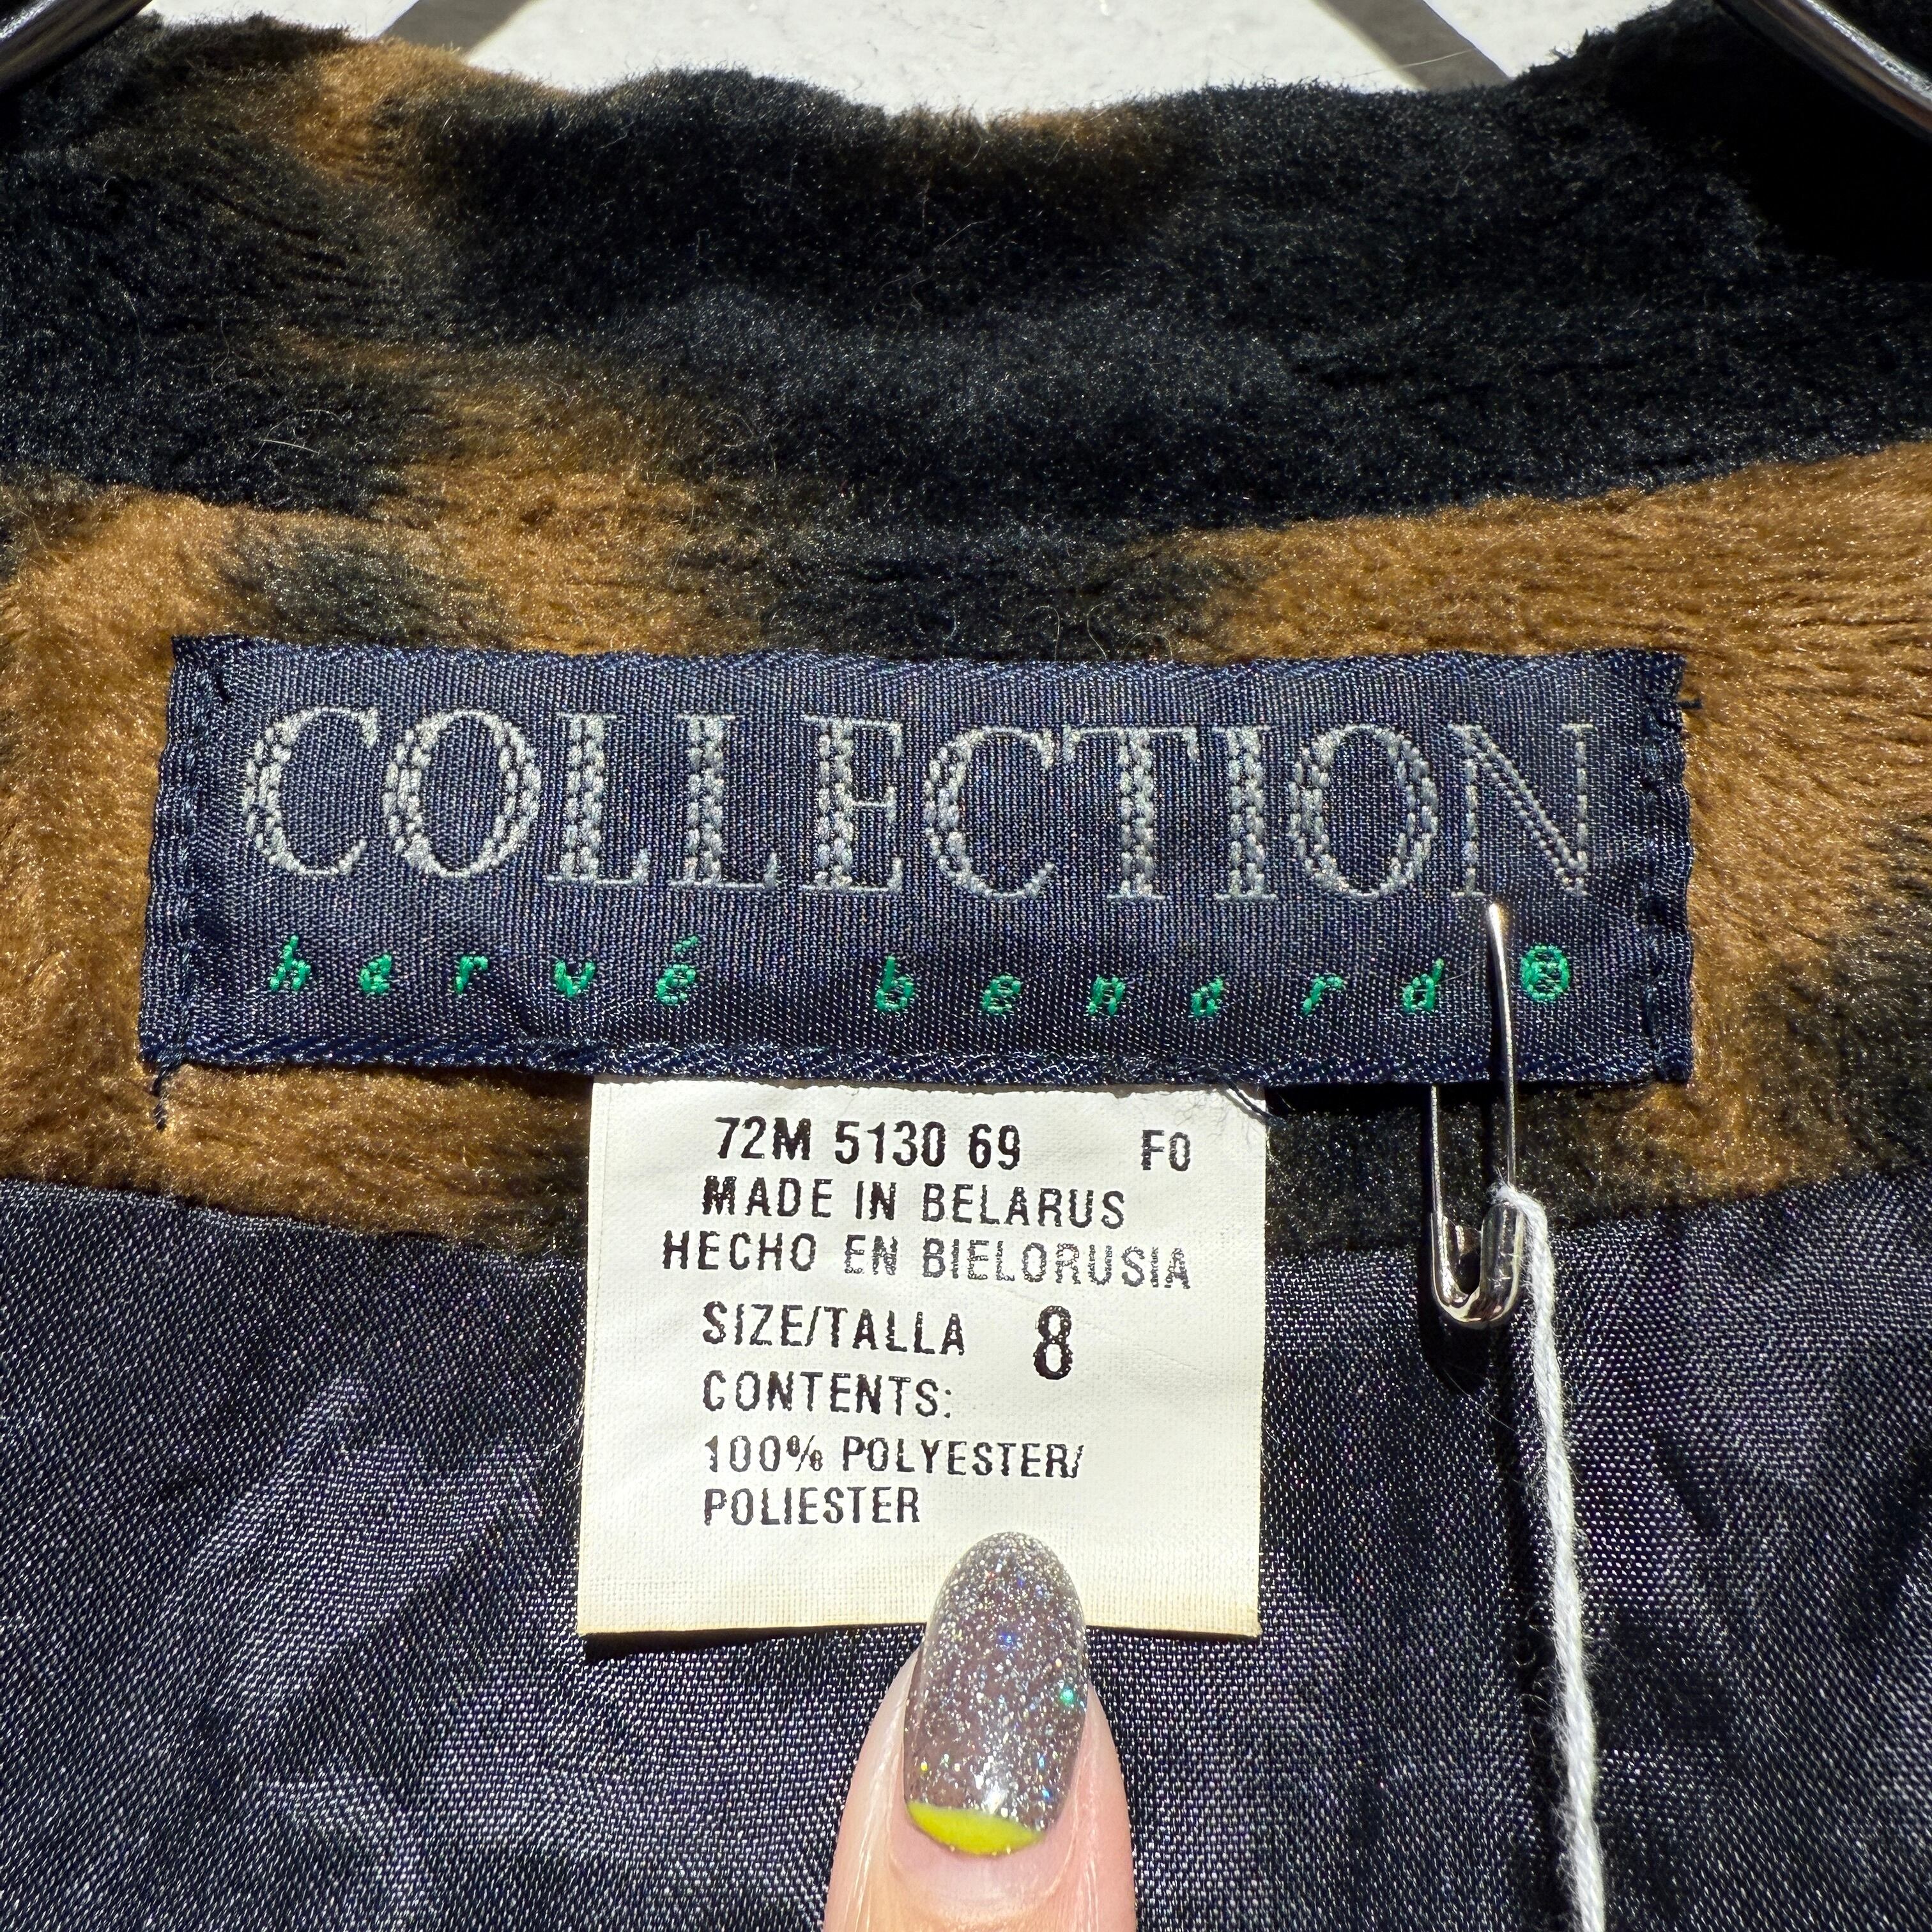 COLLECTION
hervé benard®
72M 5130 69 F0
MADE IN BELARUS
HECHO EN BIELORUSIA
SIZE/TALLA 8
CONTENTS:
100% POLYESTER/
POLIESTER